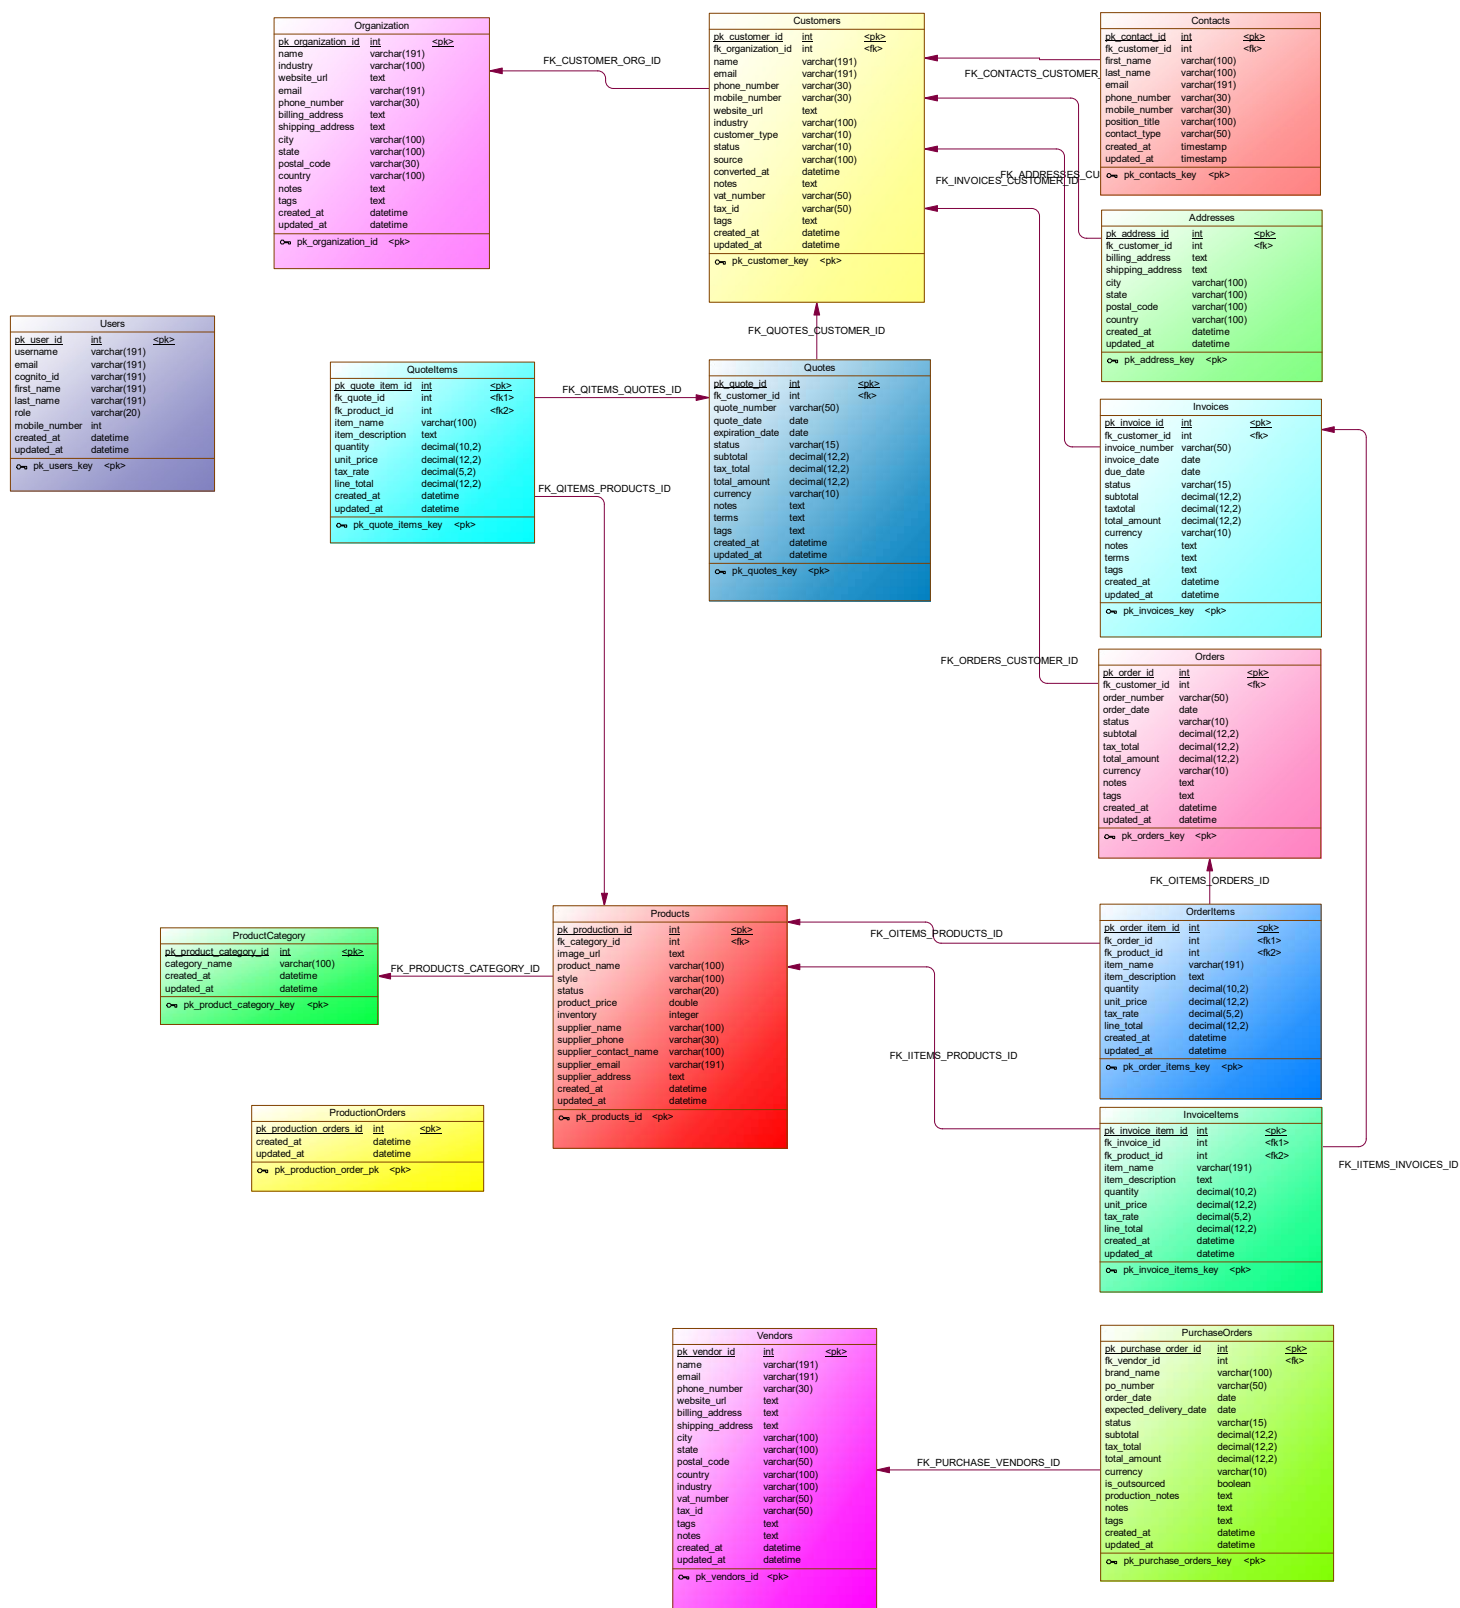 Organization
pk_organization_id int <pk>
name varchar(191)
industry varchar(100)
website_url text
email varchar(191)
phone_number varchar(30)
billing_address text
shipping_address text
city varchar(100)
state varchar(100)
postal_code varchar(30)
country varchar(100)
notes text
tags text
created_at datetime
updated_at datetime
pk_organization_id <pk>
FK_CUSTOMER_ORG_ID
Customers
pk_customer_id int <pk>
fk_organization_id int <fk>
name varchar(191)
email varchar(191)
phone_number varchar(30)
mobile_number varchar(30)
website_url text
industry varchar(100)
customer_type varchar(10)
status varchar(10)
source varchar(100)
converted_at datetime
notes text
vat_number varchar(50)
tax_id varchar(50)
tags text
created_at datetime
updated_at datetime
pk_customer_key <pk>
FK_CONTACTS_CUSTOMER_
FK_ADDRESSES_CU
FK_INVOICES_CUSTOMER_ID
Contacts
pk_contact_id int <pk>
fk_customer_id int <fk>
first_name varchar(100)
last_name varchar(100)
email varchar(191)
phone_number varchar(30)
mobile_number varchar(30)
position_title varchar(100)
contact_type varchar(50)
created_at timestamp
updated_at timestamp
pk_contacts_key <pk>
Addresses
pk_address_id int <pk>
fk_customer_id int <fk>
billing_address text
shipping_address text
city varchar(100)
state varchar(100)
postal_code varchar(100)
country varchar(100)
created_at datetime
updated_at datetime
pk_address_key <pk>
Users
pk_user_id int <pk>
username varchar(191)
email varchar(191)
cognito_id varchar(191)
first_name varchar(191)
last_name varchar(191)
role varchar(20)
mobile_number int
created_at datetime
updated_at datetime
pk_users_key <pk>
QuoteItems
pk_quote_item_id int <pk>
fk_quote_id int <fk1>
fk_product_id int <fk2>
item_name varchar(100)
item_description text
quantity decimal(10,2)
unit_price decimal(12,2)
tax_rate decimal(5,2)
line_total decimal(12,2)
created_at datetime
updated_at datetime
pk_quote_items_key <pk>
FK_QITEMS_QUOTES_ID
FK_QITEMS_PRODUCTS_ID
FK_QUOTES_CUSTOMER_ID
Quotes
pk_quote_id int <pk>
fk_customer_id int <fk>
quote_number varchar(50)
quote_date date
expiration_date date
status varchar(15)
subtotal decimal(12,2)
tax_total decimal(12,2)
total_amount decimal(12,2)
currency varchar(10)
notes text
terms text
tags text
created_at datetime
updated_at datetime
pk_quotes_key <pk>
Invoices
pk_invoice_id int <pk>
fk_customer_id int <fk>
invoice_number varchar(50)
invoice_date date
due_date date
status varchar(15)
subtotal decimal(12,2)
taxtotal decimal(12,2)
total_amount decimal(12,2)
currency varchar(10)
notes text
terms text
tags text
created_at datetime
updated_at datetime
pk_invoices_key <pk>
FK_ORDERS_CUSTOMER_ID
Orders
pk_order_id int <pk>
fk_customer_id int <fk>
order_number varchar(50)
order_date date
status varchar(10)
subtotal decimal(12,2)
tax_total decimal(12,2)
total_amount decimal(12,2)
currency varchar(10)
notes text
tags text
created_at datetime
updated_at datetime
pk_orders_key <pk>
FK_OITEMS_ORDERS_ID
ProductCategory
pk_product_category_id int <pk>
category_name varchar(100)
created_at datetime
updated_at datetime
pk_product_category_key <pk>
FK_PRODUCTS_CATEGORY_ID
Products
pk_production_id int <pk>
fk_category_id int <fk>
image_url text
product_name varchar(100)
style varchar(100)
status varchar(20)
product_price double
inventory integer
supplier_name varchar(100)
supplier_phone varchar(30)
supplier_contact_name varchar(100)
supplier_email varchar(191)
supplier_address text
created_at datetime
updated_at datetime
pk_products_id <pk>
FK_OITEMS_PRODUCTS_ID
FK_IITEMS_PRODUCTS_ID
OrderItems
pk_order_item_id int <pk>
fk_order_id int <fk1>
fk_product_id int <fk2>
item_name varchar(191)
item_description text
quantity decimal(10,2)
unit_price decimal(12,2)
tax_rate decimal(5,2)
line_total decimal(12,2)
created_at datetime
updated_at datetime
pk_order_items_key <pk>
ProductionOrders
pk_production_orders_id int <pk>
created_at datetime
updated_at datetime
pk_production_order_pk <pk>
InvoiceItems
pk_invoice_item_id int <pk>
fk_invoice_id int <fk1>
fk_product_id int <fk2>
item_name varchar(191)
item_description text
quantity decimal(10,2)
unit_price decimal(12,2)
tax_rate decimal(5,2)
line_total decimal(12,2)
created_at datetime
updated_at datetime
pk_invoice_items_key <pk>
FK_IITEMS_INVOICES_ID
Vendors
pk_vendor_id int <pk>
name varchar(191)
email varchar(191)
phone_number varchar(30)
website_url text
billing_address text
shipping_address text
city varchar(100)
state varchar(100)
postal_code varchar(50)
country varchar(100)
industry varchar(100)
vat_number varchar(50)
tax_id varchar(50)
tags text
notes text
created_at datetime
updated_at datetime
pk_vendors_id <pk>
FK_PURCHASE_VENDORS_ID
PurchaseOrders
pk_purchase_order_id int <pk>
fk_vendor_id int <fk>
brand_name varchar(100)
po_number varchar(50)
order_date date
expected_delivery_date date
status varchar(15)
subtotal decimal(12,2)
tax_total decimal(12,2)
total_amount decimal(12,2)
currency varchar(10)
is_outsourced boolean
production_notes text
notes text
tags text
created_at datetime
updated_at datetime
pk_purchase_orders_key <pk>